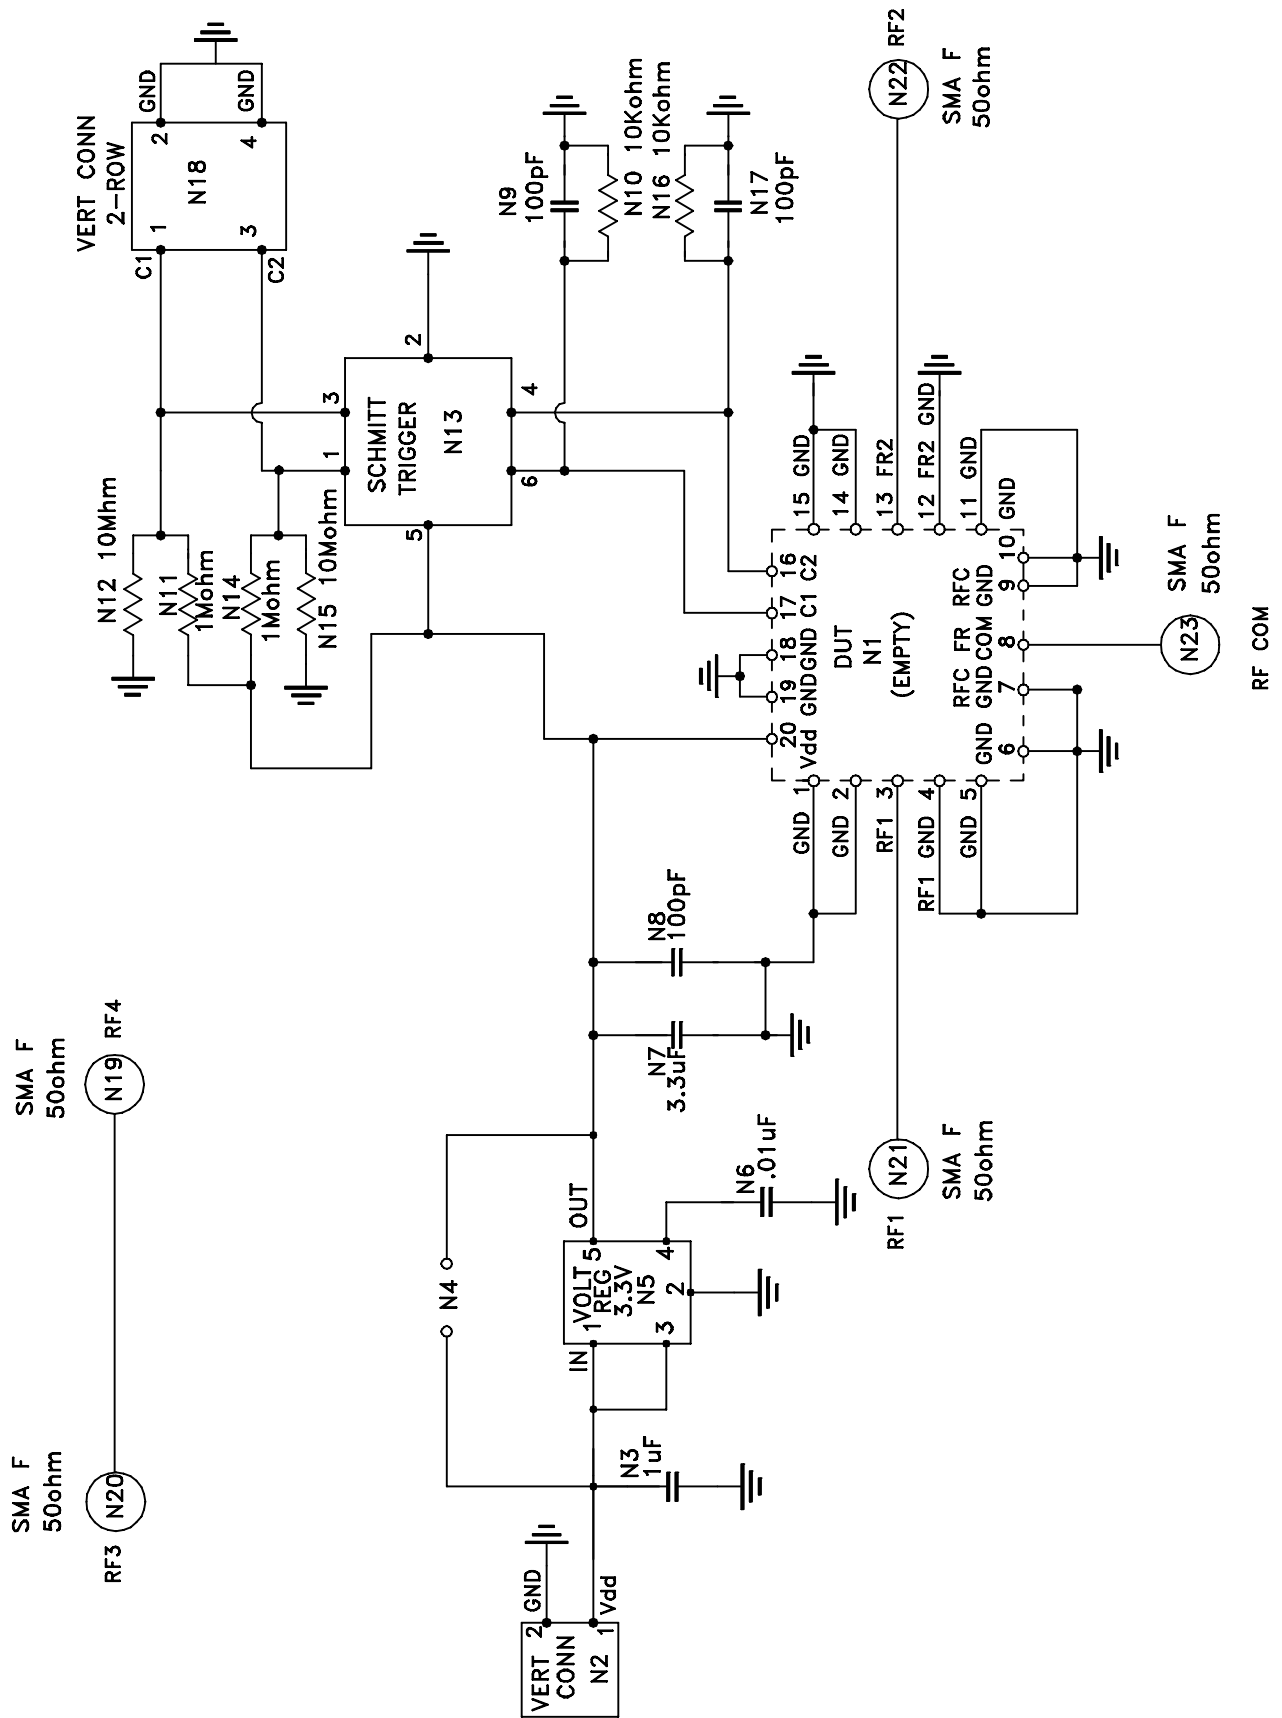 SMA F
50ohm
N20
RF3
SMA F
50ohm
N19
RF4
VERT CONN
2-ROW
N18
C1
1
2
GND
C2
3
4
GND
N12 10Mhm
N11
1Mohm
N14
1Mohm
N15 10Mohm
SCHMITT
TRIGGER
N13
1
3
2
5
6
4
N9
100pF
N10 10Kohm
N16 10Kohm
N17
100pF
VERT
CONN
N2
2
GND
1
Vdd
N3
1uF
N4
IN
OUT
VOLT
REG
3.3V
N5
1
5
3
2
4
N6
.01uF
N7
3.3uF
N8
100pF
DUT
N1
(EMPTY)
20
Vdd
19
GND
18
GND
17
C1
16
C2
GND 1
GND 2
RF1 3
RF1 GND 4
GND 5
15 GND
14 GND
13 FR2
12 FR2 GND
11 GND
GND
6
RFC
GND
7
FR
COM
8
RFC
GND
9
10
GND
RF1
N21
SMA F
50ohm
N22
RF2
SMA F
50ohm
N23
SMA F
50ohm
RF COM